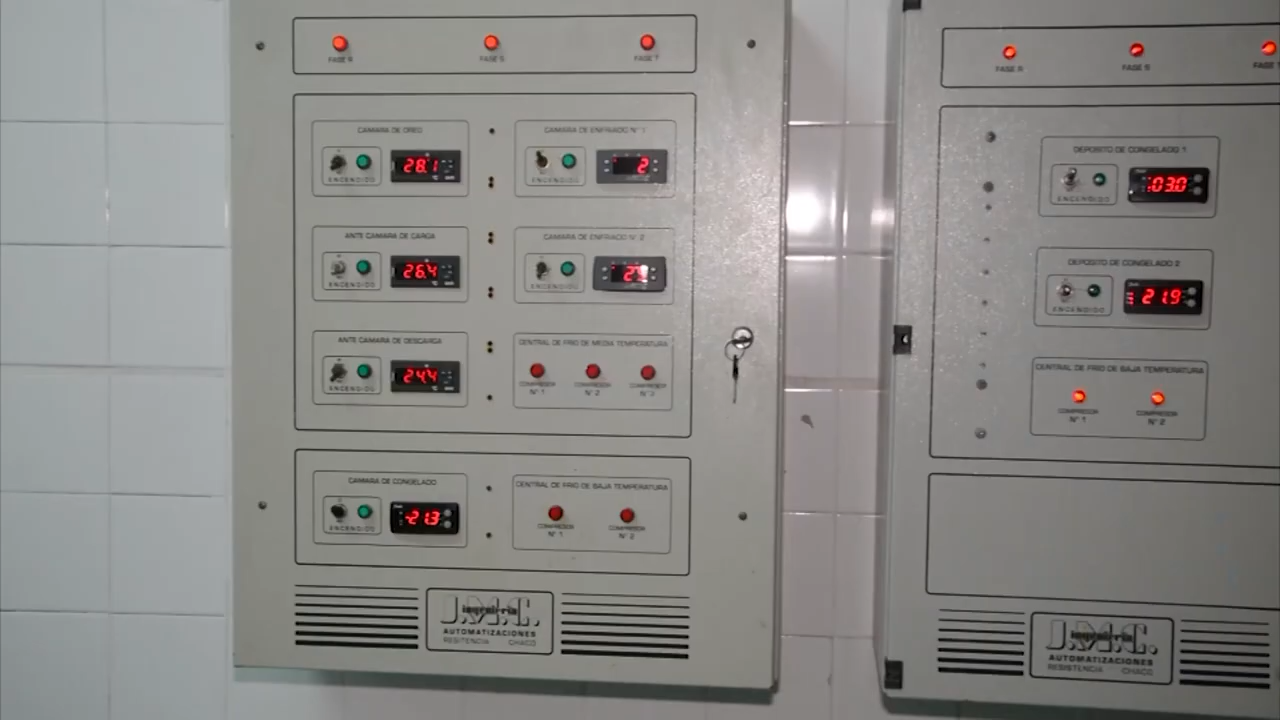 FASE R FASE S FASE T
CAMARA DE OREO
ENCENDIDO
28.1
CAMARA DE ENFRIADO N° 1
ENCENDIDO
2
ANTE CAMARA DE CARGA
ENCENDIDO
26.4
CAMARA DE ENFRIADO N° 2
ENCENDIDO
ANTE CAMARA DE DESCARGA
ENCENDIDO
24.4
CENTRAL DE FRIO DE MEDIA TEMPERATURA
COMPRESOR N° 1
COMPRESOR N° 2
COMPRESOR N° 3
CAMARA DE CONGELADO
ENCENDIDO
-21.3
CENTRAL DE FRIO DE BAJA TEMPERATURA
COMPRESOR N° 1
COMPRESOR N° 2
J.M.C.
ingenieria
AUTOMATIZACIONES
RESISTENCIA CHACO
FASE R FASE S FASE T
DEPOSITO DE CONGELADO 1
ENCENDIDO
-03.0
DEPOSITO DE CONGELADO 2
ENCENDIDO
21.9
CENTRAL DE FRIO DE BAJA TEMPERATURA
COMPRESOR N° 1
COMPRESOR N° 2
J.M.C.
ingenieria
AUTOMATIZACIONES
RESISTENCIA CHACO